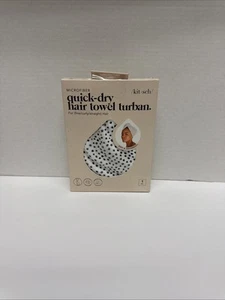 MICROFIBER
kitsch
quick-dry
hair towel turban.